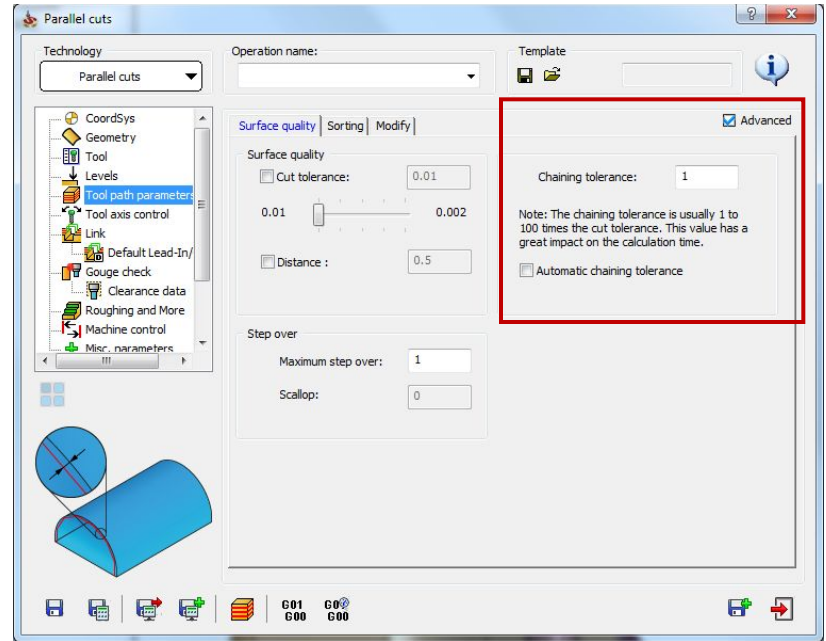 Parallel cuts
Technology
Operation name:
Template
Parallel cuts
CoordSys
Geometry
Tool
Levels
Tool path parameters
Tool axis control
Link
Default Lead-In/
Gouge check
Clearance data
Roughing and More
Machine control
Misc. parameters
Surface quality
Sorting
Modify
Advanced
Surface quality
Cut tolerance:
0.01
0.01
0.002
Distance :
0.5
Step over
Maximum step over:
1
Scallop:
0
Chaining tolerance:
1
Note: The chaining tolerance is usually 1 to
100 times the cut tolerance. This value has a
great impact on the calculation time.
Automatic chaining tolerance
G01
G00
G0
G00